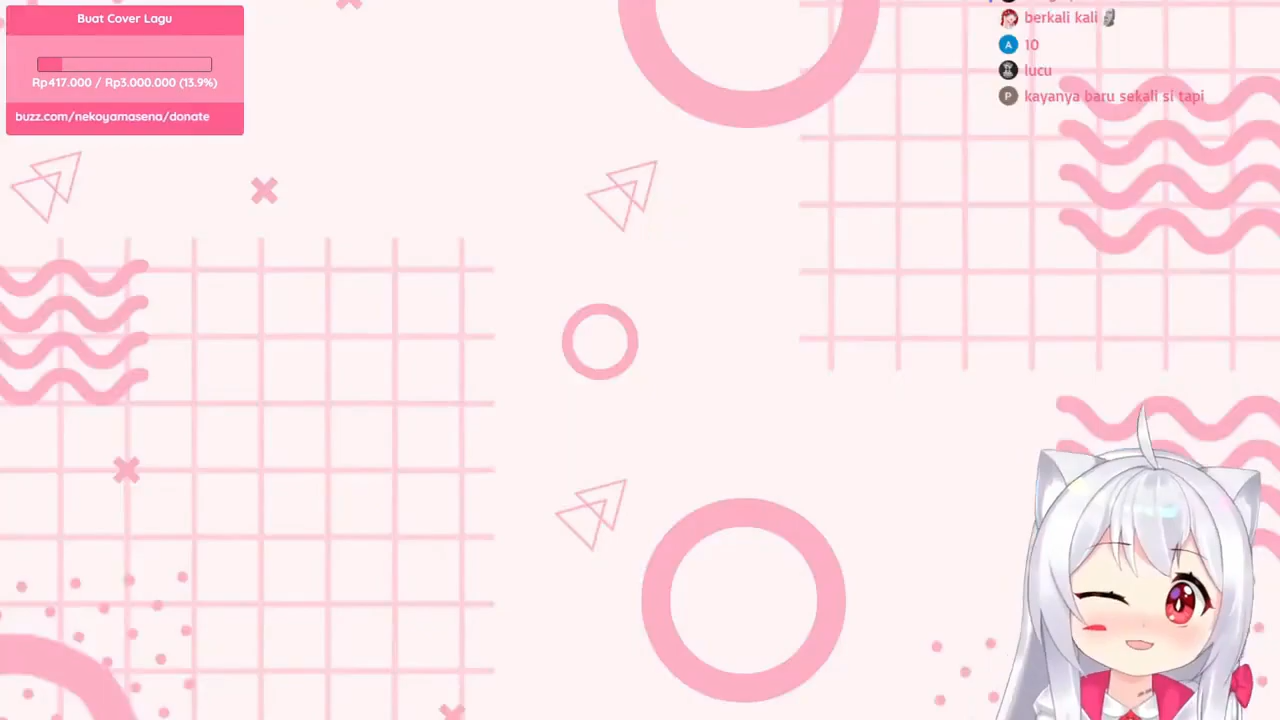 Buat Cover Lagu
Rp417.000 / Rp3.000.000 (13.9%)
buzz.com/nekoyamasena/donate
berkali kali
A 10
lucu
P kayanya baru sekali si tapi